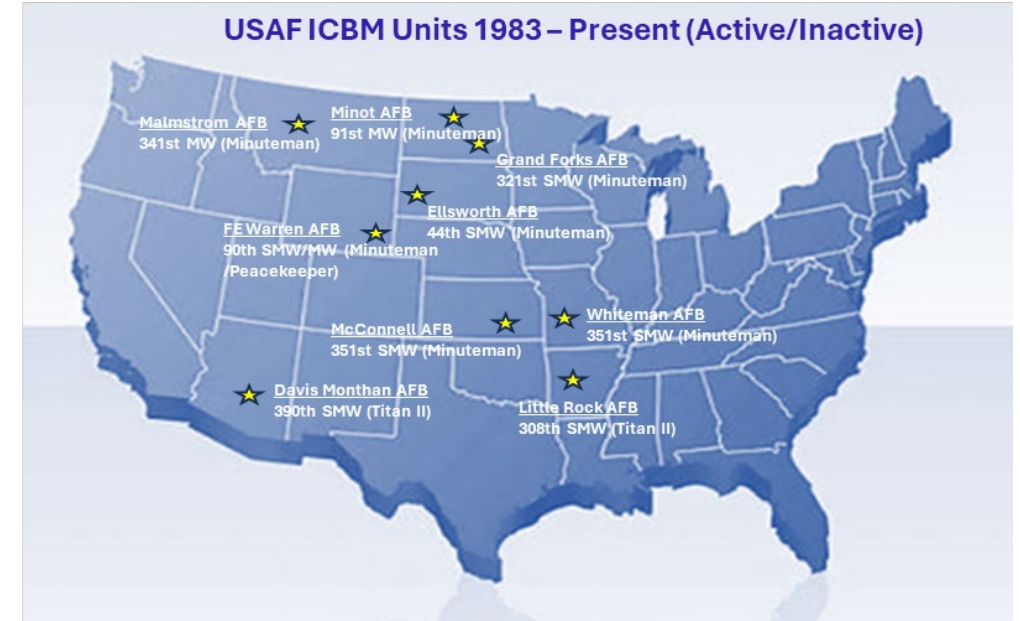 USAF ICBM Units 1983 – Present (Active/Inactive)
Malmstrom AFB
341st MW (Minuteman)
Minot AFB
91st MW (Minuteman)
Grand Forks AFB
321st SMW (Minuteman)
Ellsworth AFB
44th SMW (Minuteman)
FE Warren AFB
90th SMW/MW (Minuteman
/Peacekeeper)
McConnell AFB
351st SMW (Minuteman)
Whiteman AFB
351st SMW (Minuteman)
Davis Monthan AFB
390th SMW (Titan II)
Little Rock AFB
308th SMW (Titan II)